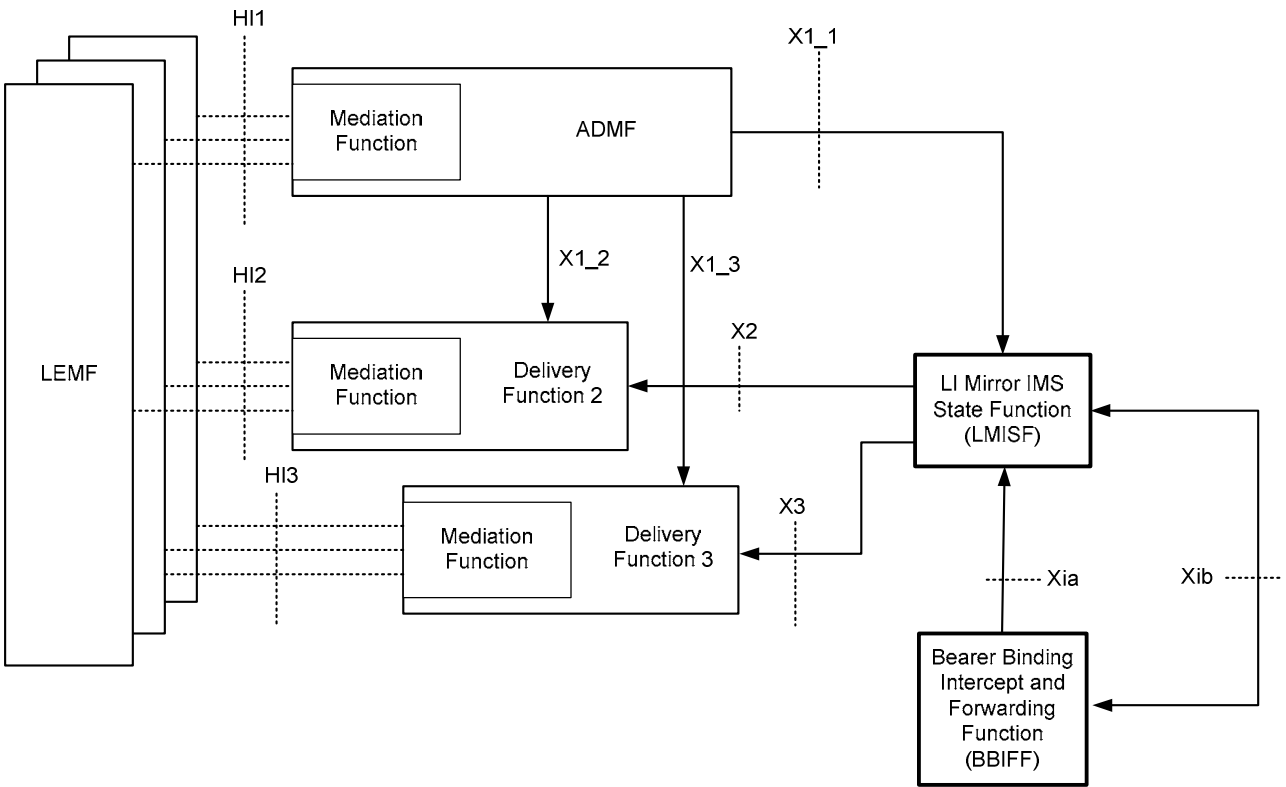 HI1
X1_1
Mediation
Function
ADMF
X1_2
X1_3
HI2
X2
LEMF
Mediation
Function
Delivery
Function 2
LI Mirror IMS
State Function
(LMISF)
HI3
X3
Mediation
Function
Delivery
Function 3
Xia
Xib
Bearer Binding
Intercept and
Forwarding
Function
(BBIFF)